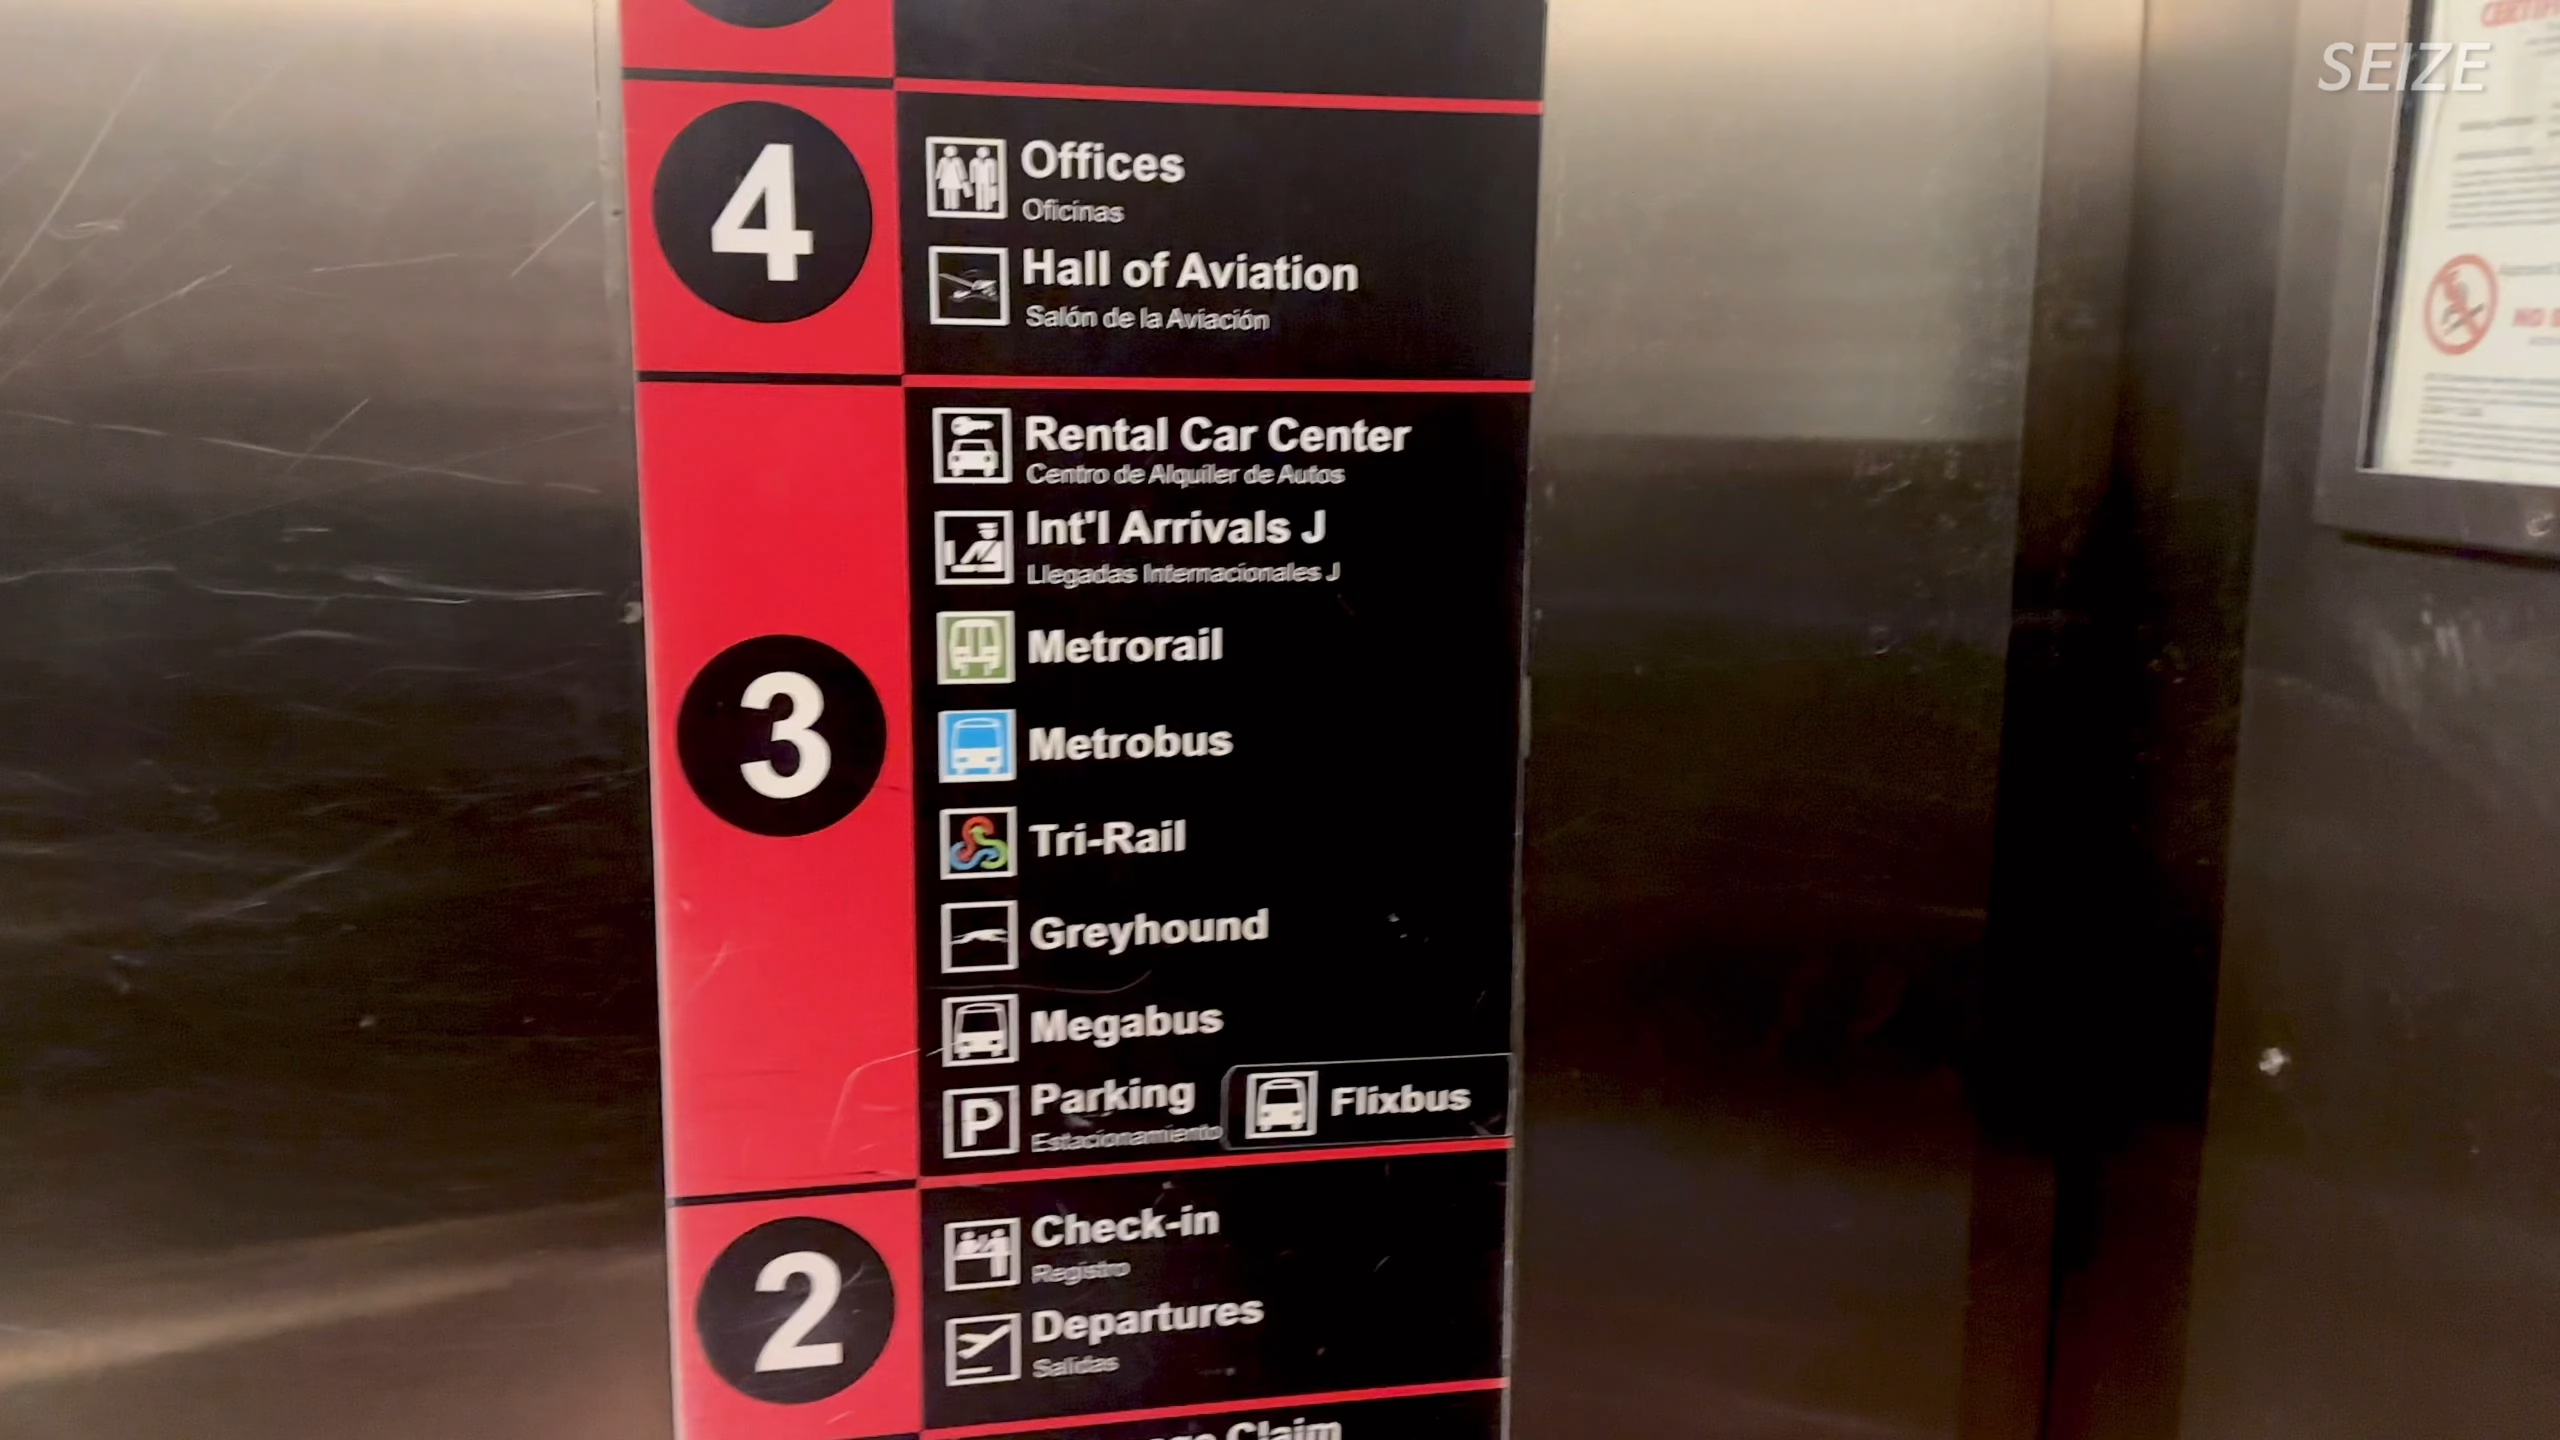 SEIZE
4
Offices
Oficinas
Hall of Aviation
Salón de la Aviación
3
Rental Car Center
Centro de Alquiler de Autos
Int'l Arrivals J
Llegadas Internacionales J
Metrorail
Metrobus
Tri-Rail
Greyhound
Megabus
P
Parking
Estacionamiento
Flixbus
2
Check-in
Registro
Departures
Salidas
Claim
NO